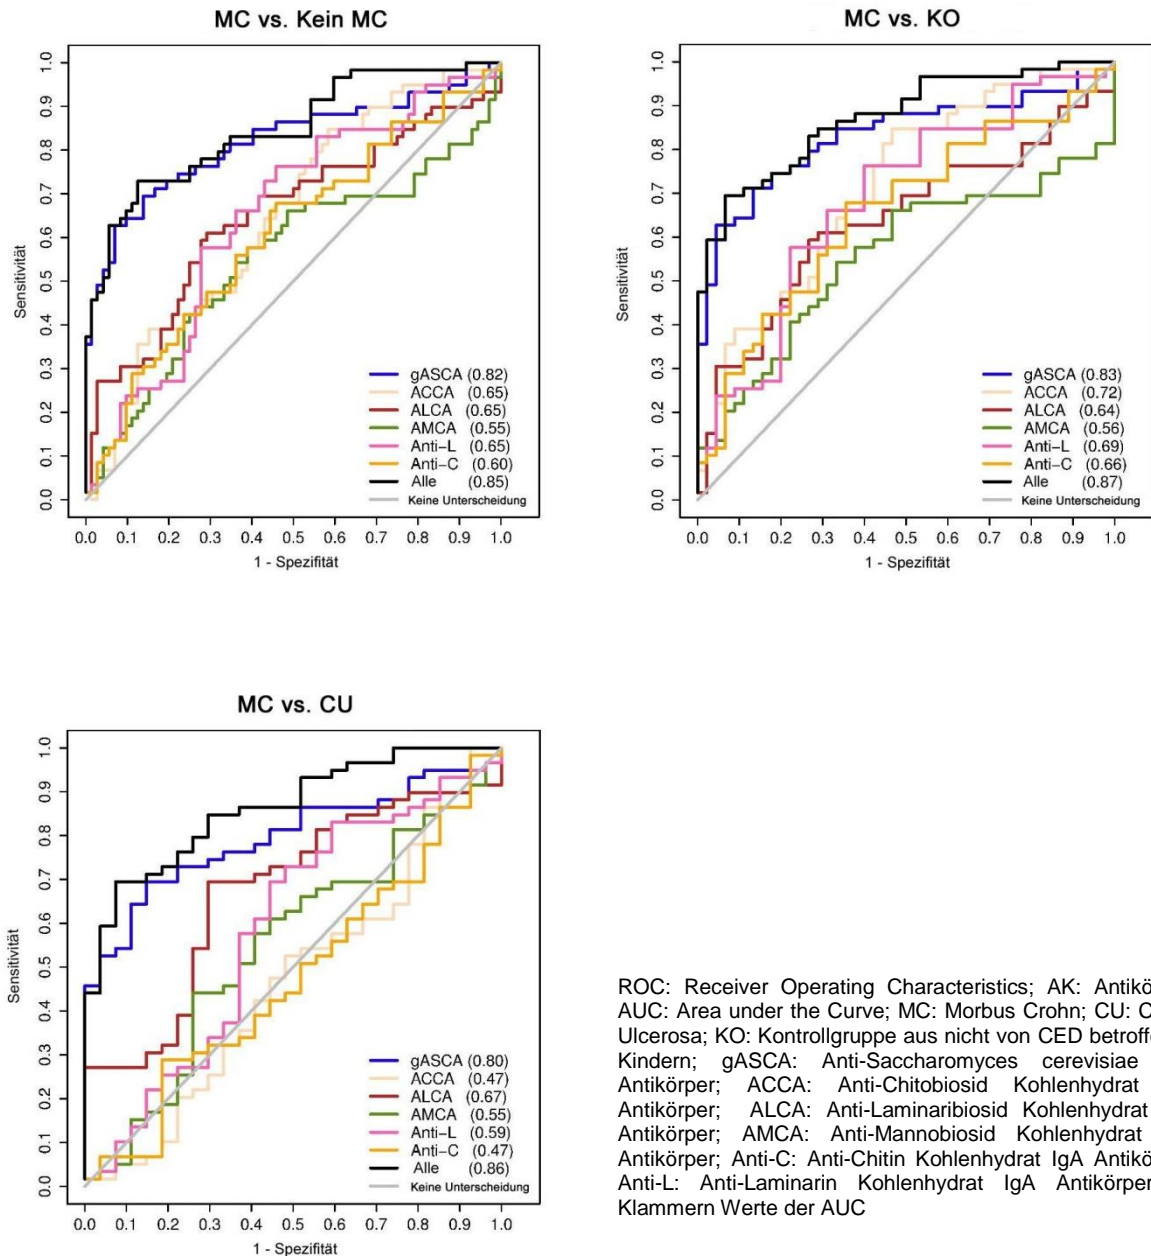 MC vs. Kein MC
Sensitivität
1.0
0.9
0.8
0.7
0.6
0.5
0.4
0.3
0.2
0.1
0.0
gASCA (0.82)
ACCA (0.65)
ALCA (0.65)
AMCA (0.55)
Anti–L (0.65)
Anti–C (0.60)
Alle (0.85)
Keine Unterscheidung
0.0 0.1 0.2 0.3 0.4 0.5 0.6 0.7 0.8 0.9 1.0
1 - Spezifität
MC vs. KO
Sensitivität
1.0
0.9
0.8
0.7
0.6
0.5
0.4
0.3
0.2
0.1
0.0
gASCA (0.83)
ACCA (0.72)
ALCA (0.64)
AMCA (0.56)
Anti–L (0.69)
Anti–C (0.66)
Alle (0.87)
Keine Unterscheidung
0.0 0.1 0.2 0.3 0.4 0.5 0.6 0.7 0.8 0.9 1.0
1 - Spezifität
MC vs. CU
Sensitivität
1.0
0.9
0.8
0.7
0.6
0.5
0.4
0.3
0.2
0.1
0.0
gASCA (0.80)
ACCA (0.47)
ALCA (0.67)
AMCA (0.55)
Anti–L (0.59)
Anti–C (0.47)
Alle (0.86)
Keine Unterscheidung
0.0 0.1 0.2 0.3 0.4 0.5 0.6 0.7 0.8 0.9 1.0
1 - Spezifität
ROC: Receiver Operating Characteristics; AK: Antikö
AUC: Area under the Curve; MC: Morbus Crohn; CU: C
Ulcerosa; KO: Kontrollgruppe aus nicht von CED betroffe
Kindern; gASCA: Anti-Saccharomyces cerevisiae
Antikörper; ACCA: Anti-Chitobiosid Kohlenhydrat
Antikörper; ALCA: Anti-Laminaribiosid Kohlenhydrat
Antikörper; AMCA: Anti-Mannobiosid Kohlenhydrat
Antikörper; Anti-C: Anti-Chitin Kohlenhydrat IgA Antikö
Anti-L: Anti-Laminarin Kohlenhydrat IgA Antikörper
Klammern Werte der AUC